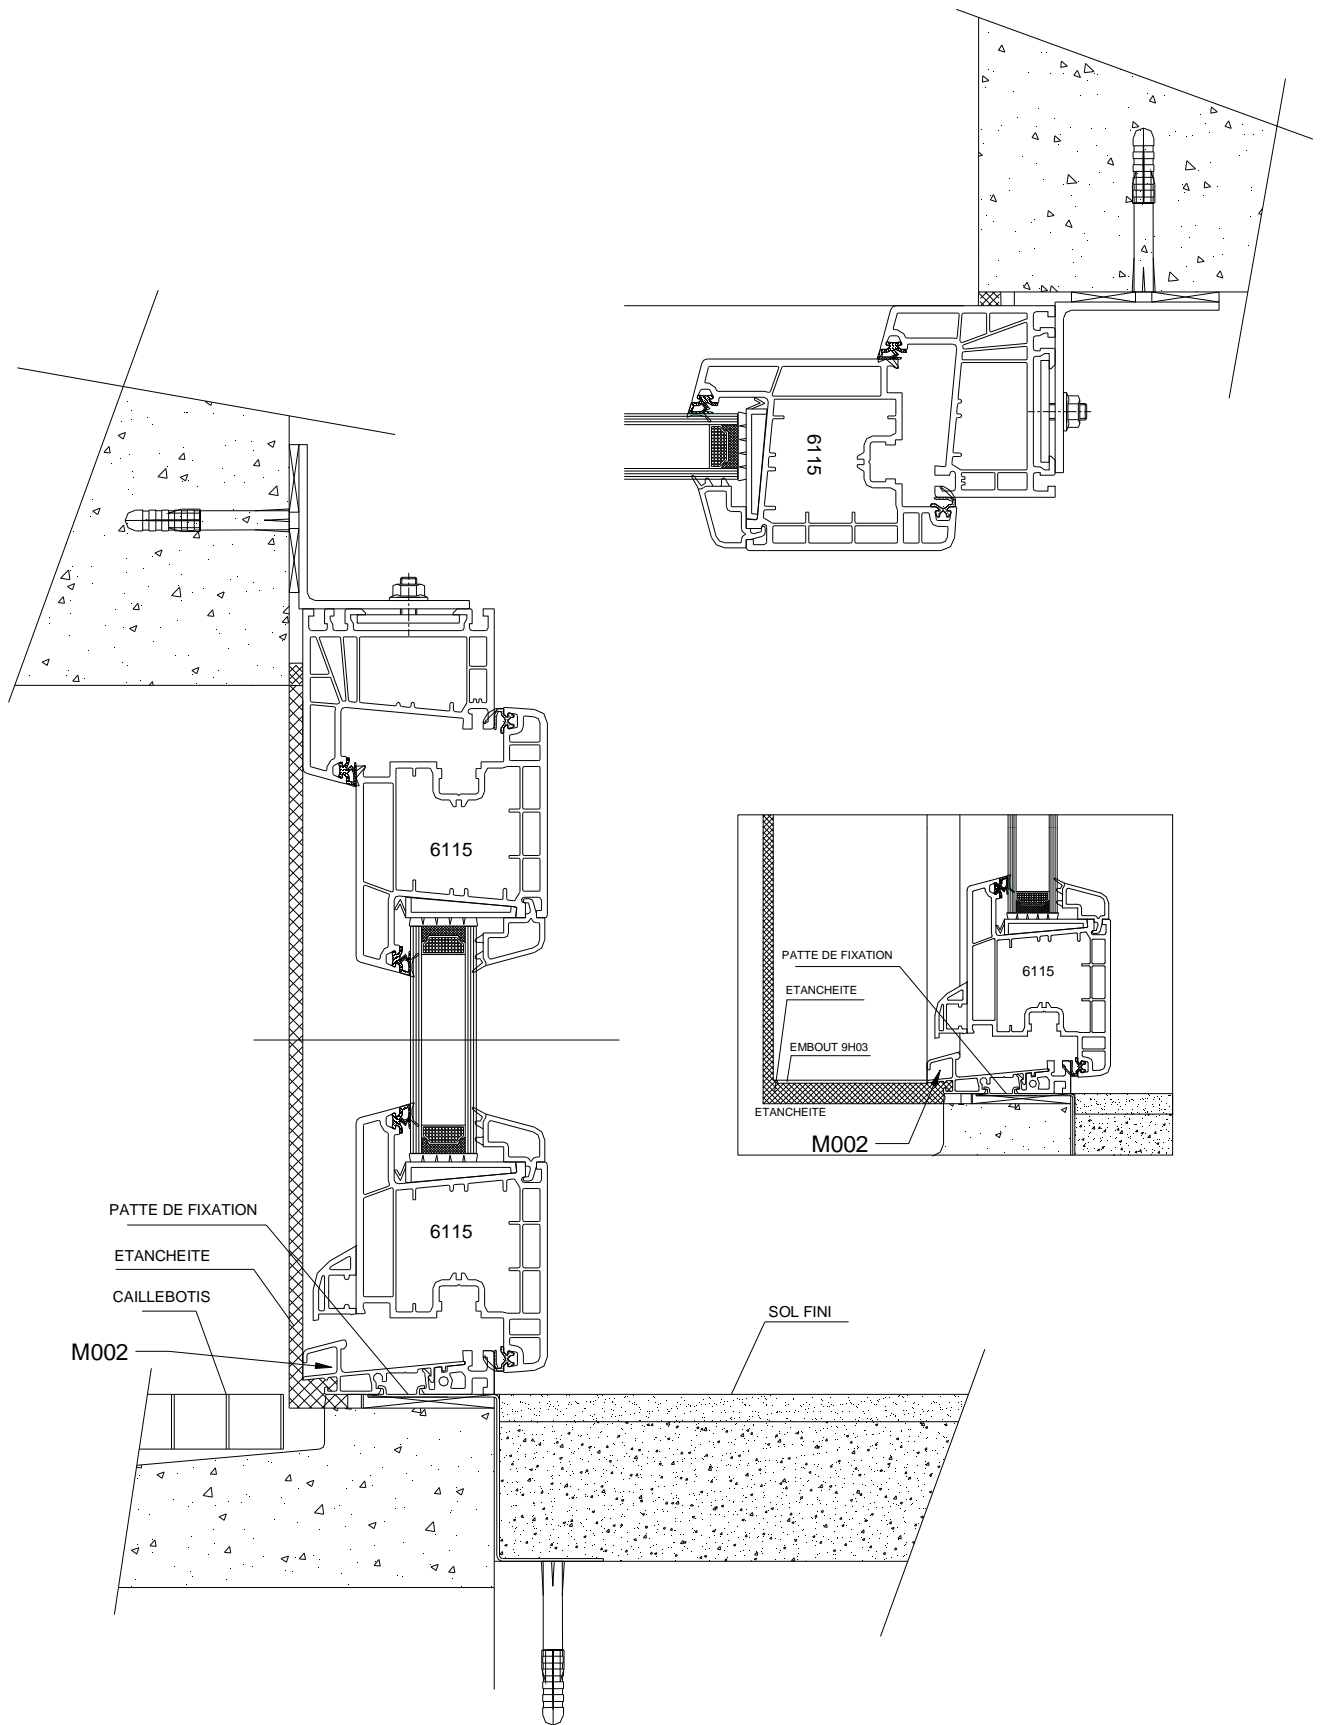 6115
6115
PATTE DE FIXATION
6115
ETANCHEITE
EMBOUT 9H03
ETANCHEITE
M002
PATTE DE FIXATION
6115
ETANCHEITE
CAILLEBOTIS
SOL FINI
M002